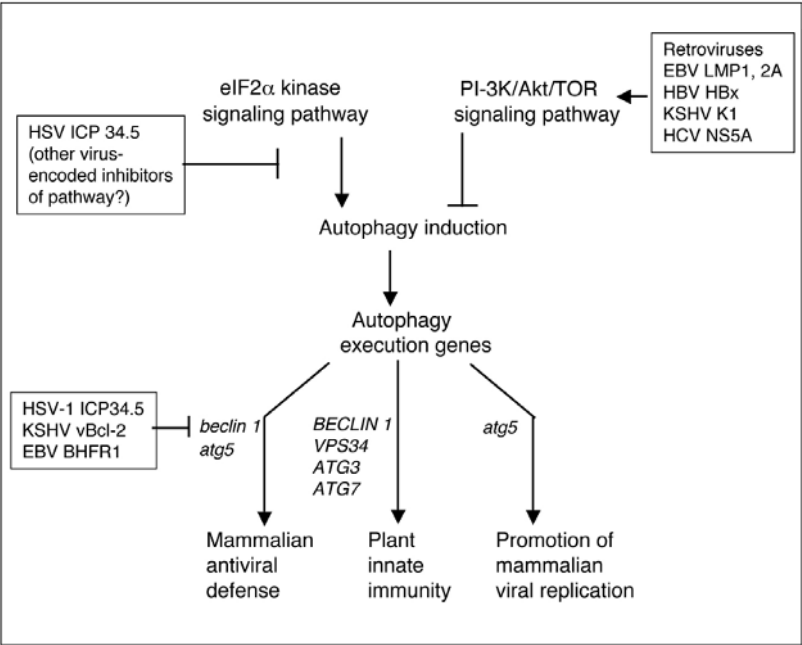 eIF2α kinase
signaling pathway
PI-3K/Akt/TOR
signaling pathway
Retroviruses
EBV LMP1, 2A
HBV HBx
KSHV K1
HCV NS5A
HSV ICP 34.5
(other virus-
encoded inhibitors
of pathway?)
Autophagy induction
Autophagy
execution genes
HSV-1 ICP34.5
KSHV vBcl-2
EBV BHFR1
beclin 1
atg5
BECLIN 1
VPS34
ATG3
ATG7
atg5
Mammalian
antiviral
defense
Plant
innate
immunity
Promotion of
mammalian
viral replication